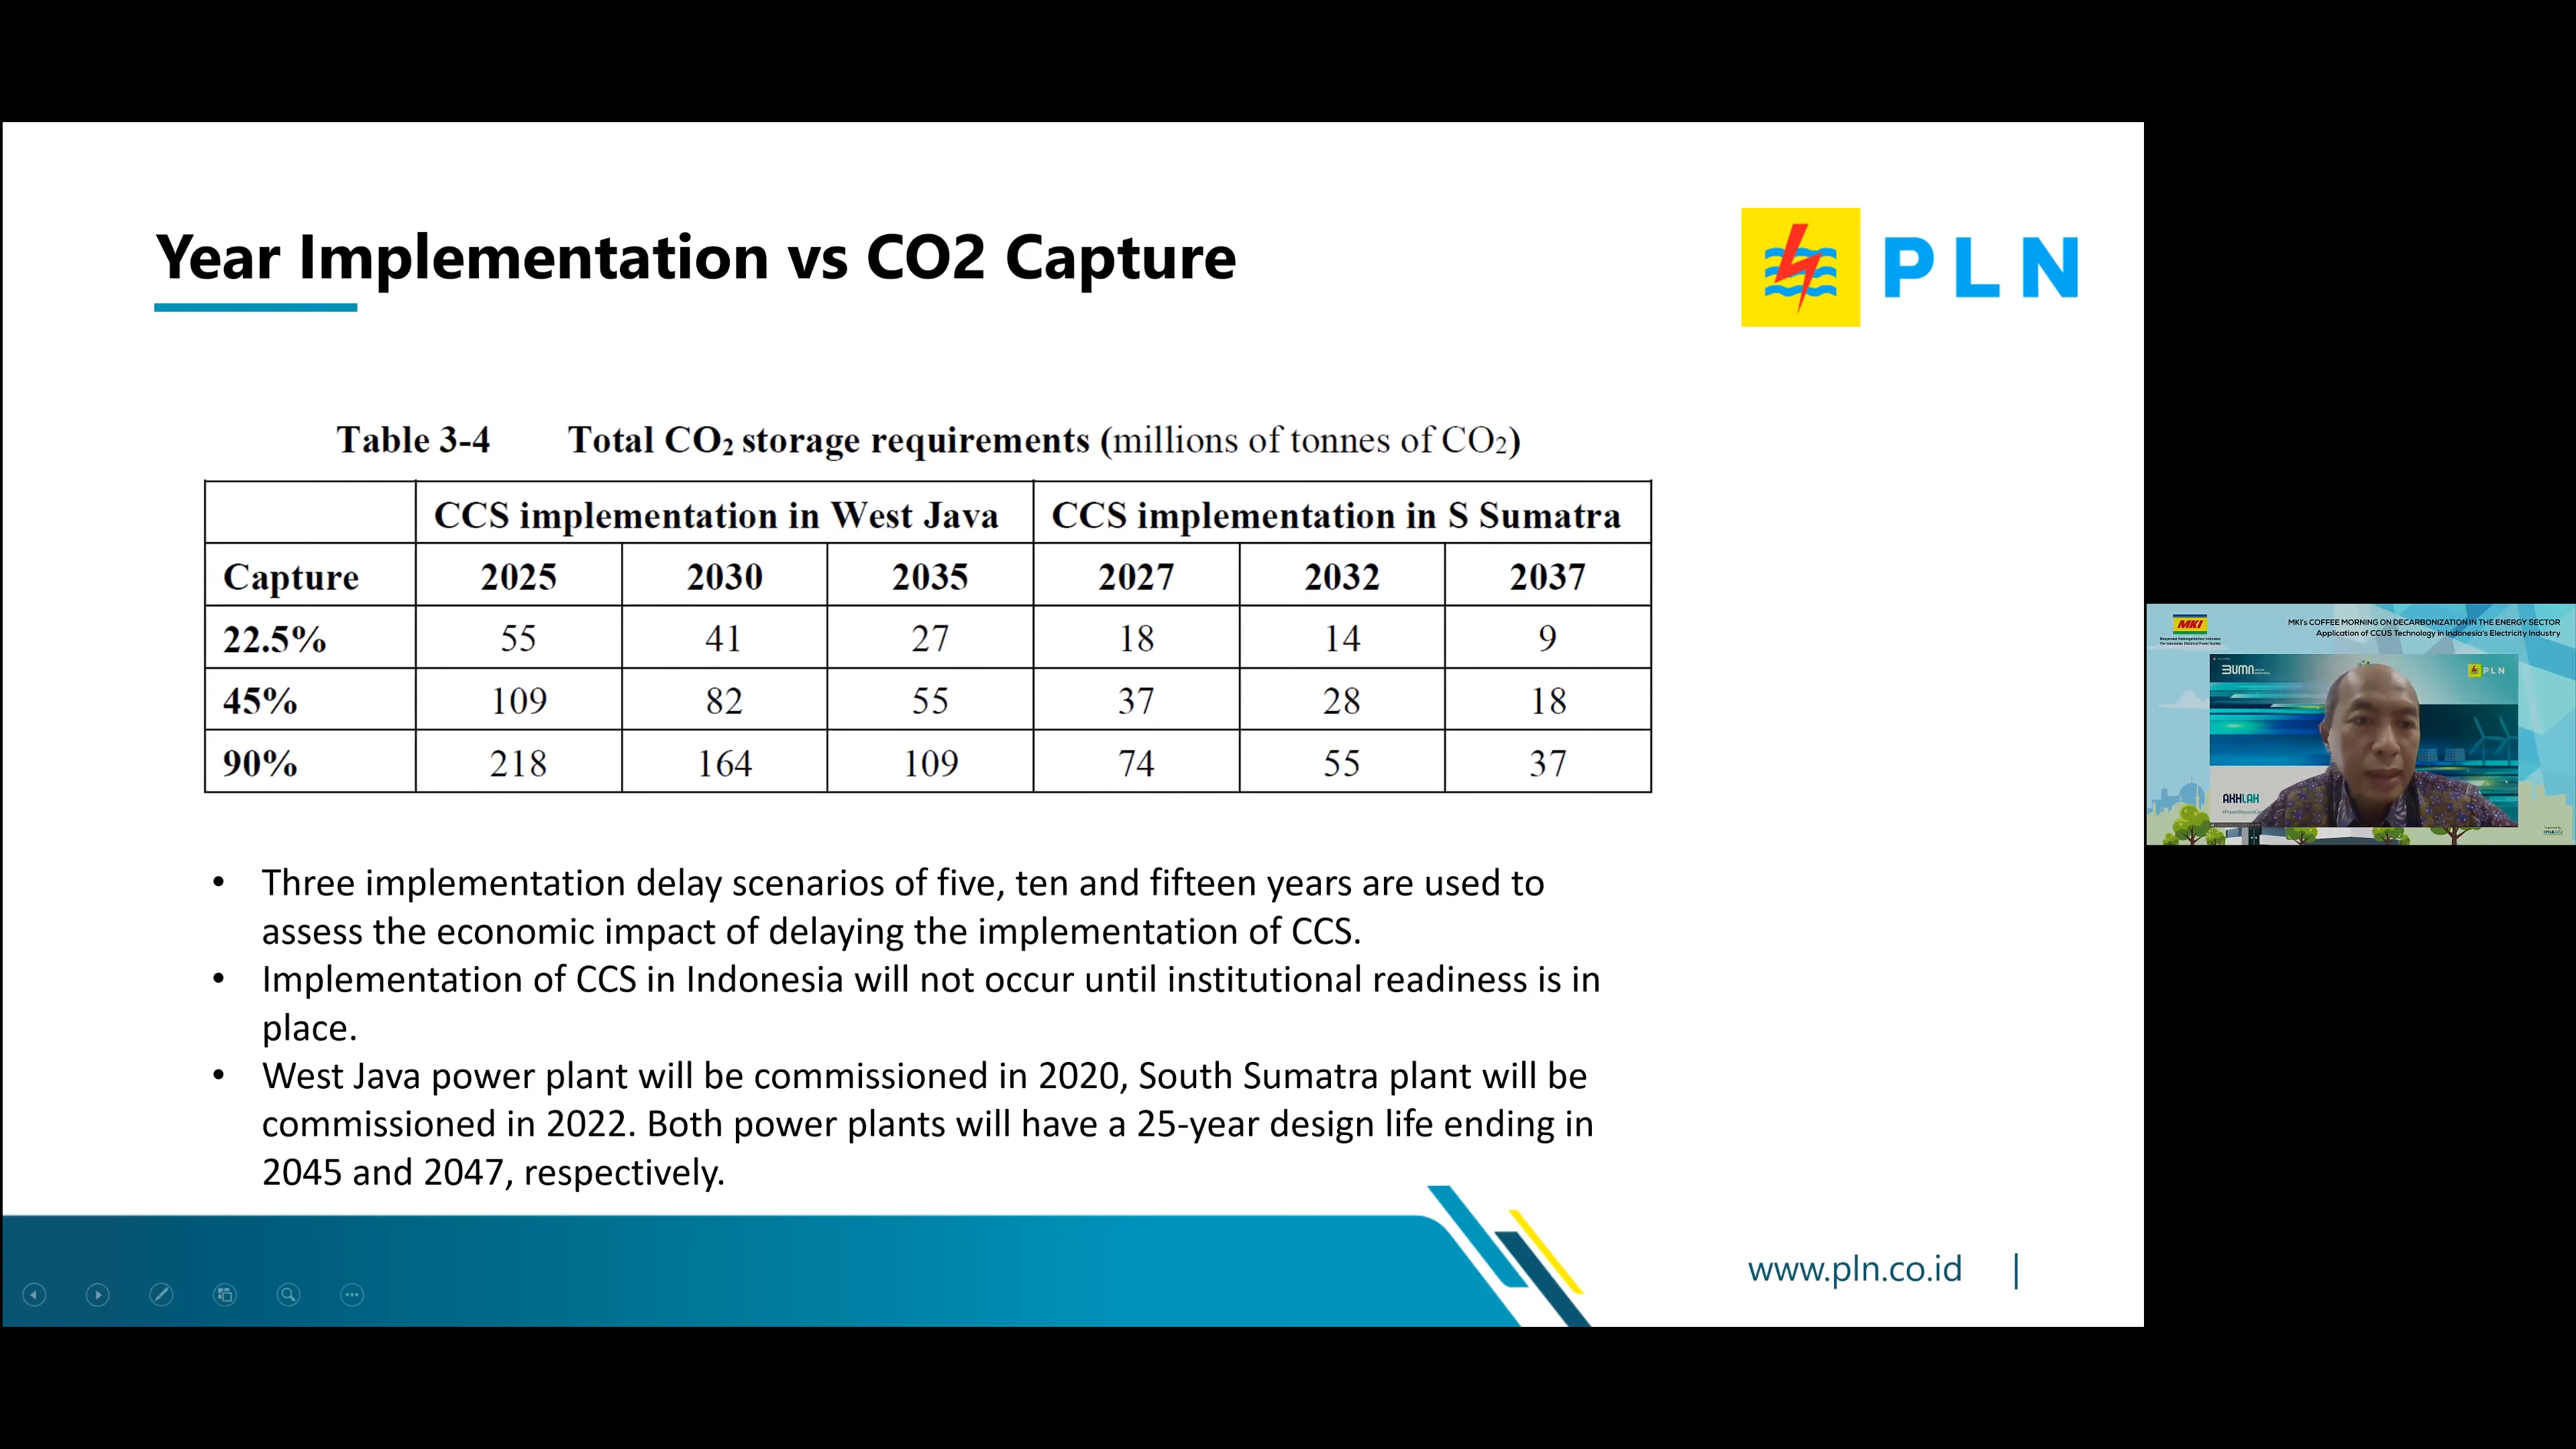 Year Implementation vs CO2 Capture
PLN
Table 3-4 Total CO₂ storage requirements (millions of tonnes of CO₂)
CCS implementation in West Java CCS implementation in S Sumatra
Capture 2025 2030 2035 2027 2032 2037
22.5% 55 41 27 18 14 9
45% 109 82 55 37 28 18
90% 218 164 109 74 55 37
• Three implementation delay scenarios of five, ten and fifteen years are used to
assess the economic impact of delaying the implementation of CCS.
• Implementation of CCS in Indonesia will not occur until institutional readiness is in
place.
• West Java power plant will be commissioned in 2020, South Sumatra plant will be
commissioned in 2022. Both power plants will have a 25-year design life ending in
2045 and 2047, respectively.
www.pln.co.id |
MKI
MKI's COFFEE MORNING ON DECARBONIZATION IN THE ENERGY SECTOR
Application of CCUS Technology in Indonesia's Electricity Industry
BUMN
PLN
AKHLAK